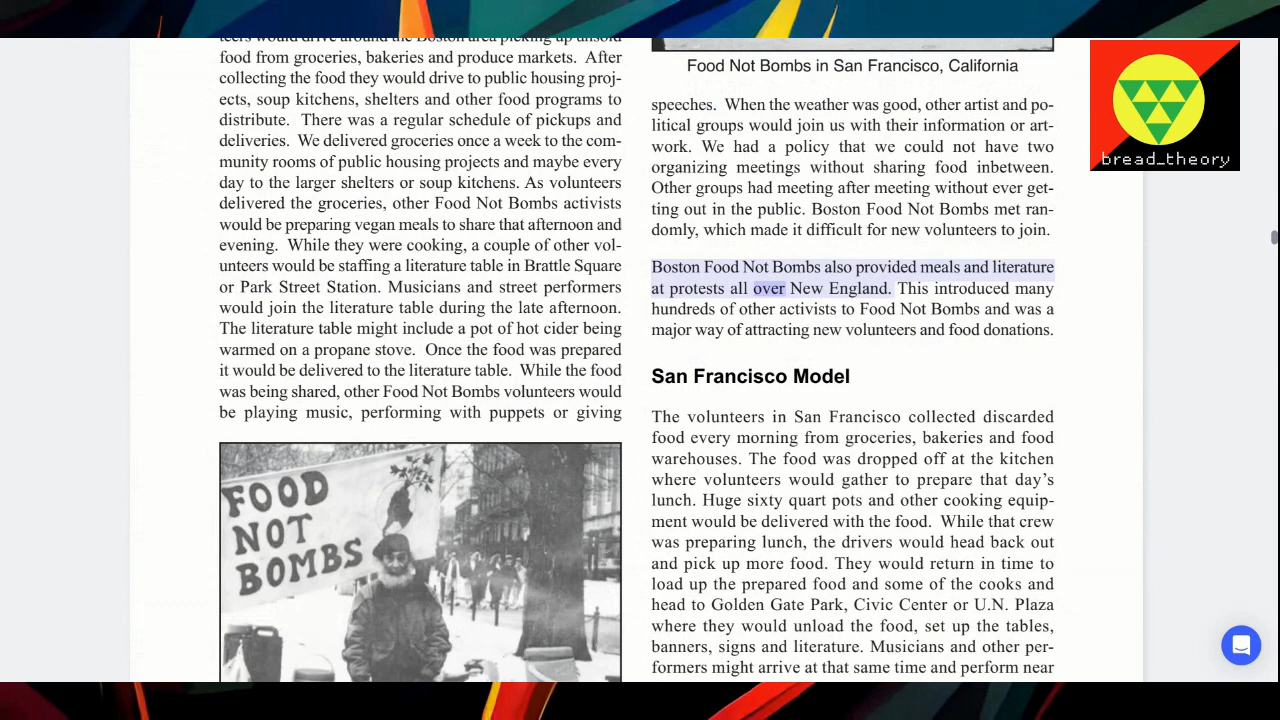 teers would drive around the Boston area picking up unsold
food from groceries, bakeries and produce markets. After
collecting the food they would drive to public housing proj-
ects, soup kitchens, shelters and other food programs to
distribute. There was a regular schedule of pickups and
deliveries. We delivered groceries once a week to the com-
munity rooms of public housing projects and maybe every
day to the larger shelters or soup kitchens. As volunteers
delivered the groceries, other Food Not Bombs activists
would be preparing vegan meals to share that afternoon and
evening. While they were cooking, a couple of other vol-
unteers would be staffing a literature table in Brattle Square
or Park Street Station. Musicians and street performers
would join the literature table during the late afternoon.
The literature table might include a pot of hot cider being
warmed on a propane stove. Once the food was prepared
it would be delivered to the literature table. While the food
was being shared, other Food Not Bombs volunteers would
be playing music, performing with puppets or giving
FOOD
NOT
BOMBS
Food Not Bombs in San Francisco, California
speeches. When the weather was good, other artist and po-
litical groups would join us with their information or art-
work. We had a policy that we could not have two
organizing meetings without sharing food inbetween.
Other groups had meeting after meeting without ever get-
ting out in the public. Boston Food Not Bombs met ran-
domly, which made it difficult for new volunteers to join.
Boston Food Not Bombs also provided meals and literature
at protests all over New England. This introduced many
hundreds of other activists to Food Not Bombs and was a
major way of attracting new volunteers and food donations.
San Francisco Model
The volunteers in San Francisco collected discarded
food every morning from groceries, bakeries and food
warehouses. The food was dropped off at the kitchen
where volunteers would gather to prepare that day's
lunch. Huge sixty quart pots and other cooking equip-
ment would be delivered with the food. While that crew
was preparing lunch, the drivers would head back out
and pick up more food. They would return in time to
load up the prepared food and some of the cooks and
head to Golden Gate Park, Civic Center or U.N. Plaza
where they would unload the food, set up the tables,
banners, signs and literature. Musicians and other per-
formers might arrive at that same time and perform near
bread_theory